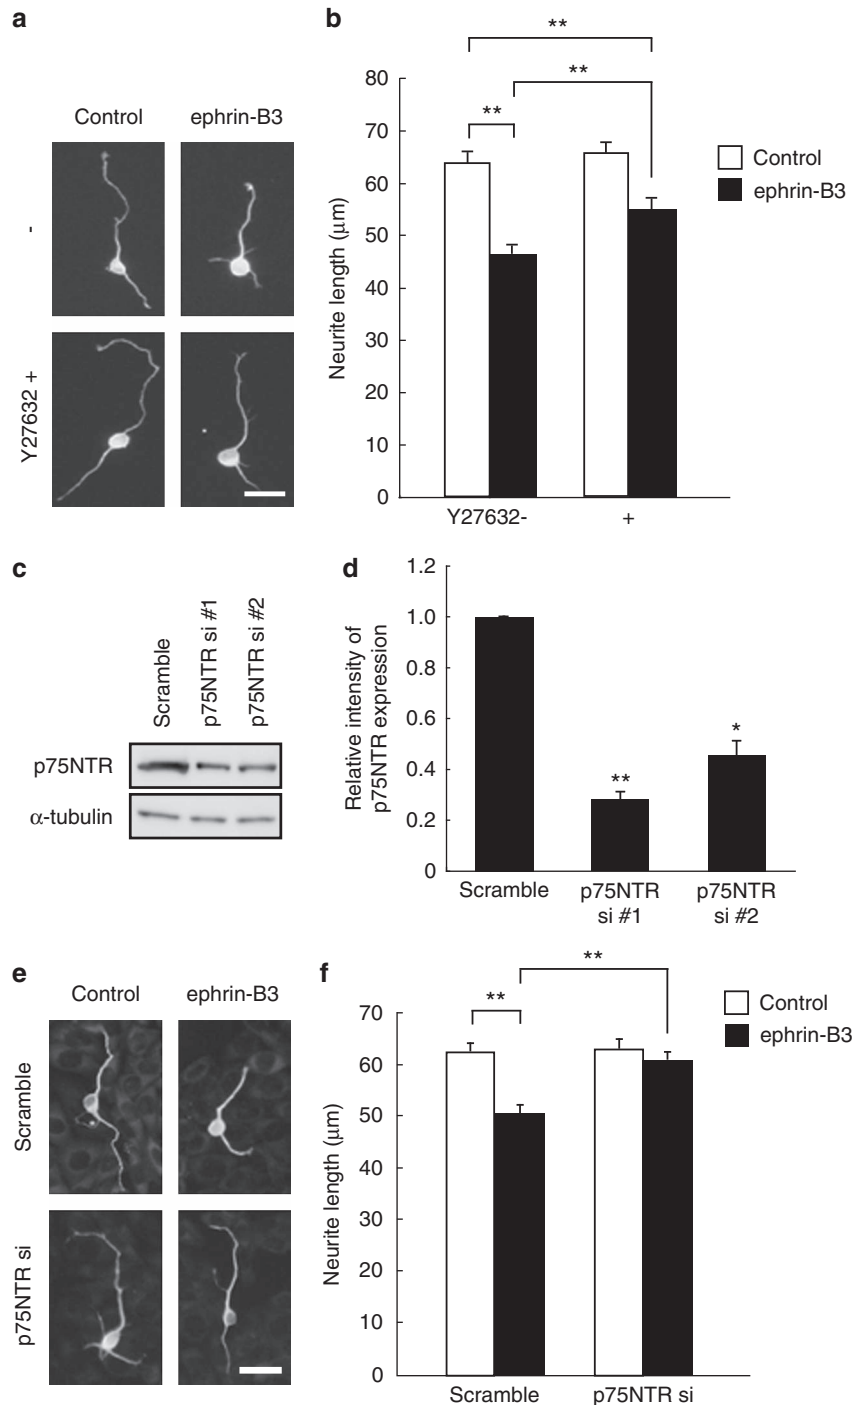 a
Control ephrin-B3
-
Y27632 +
b
**
**
**
80
70
60
50
40
30
20
10
0
Neurite length (μm)
Y27632- +
Control
ephrin-B3
c
Scramble
p75NTR si #1
p75NTR si #2
p75NTR
α-tubulin
d
1.2
1.0
0.8
0.6
0.4
0.2
0
Relative intensity of
p75NTR expression
**
*
Scramble p75NTR p75NTR
si #1 si #2
e
Control ephrin-B3
Scramble
p75NTR si
f
**
**
70
60
50
40
30
20
10
0
Neurite length (μm)
Scramble p75NTR si
Control
ephrin-B3